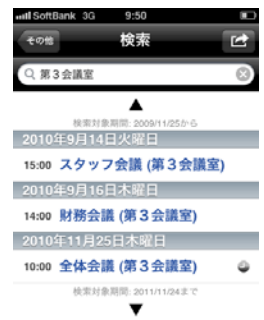 SoftBank 3G 9:50
その他 検索
第3会議室
検索対象期間: 2009/11/25から
2010年9月14日火曜日
15:00 スタッフ会議 (第３会議室)
2010年9月16日木曜日
14:00 財務会議 (第３会議室)
2010年11月25日木曜日
10:00 全体会議 (第３会議室)
検索対象期間: 2011/11/24まで